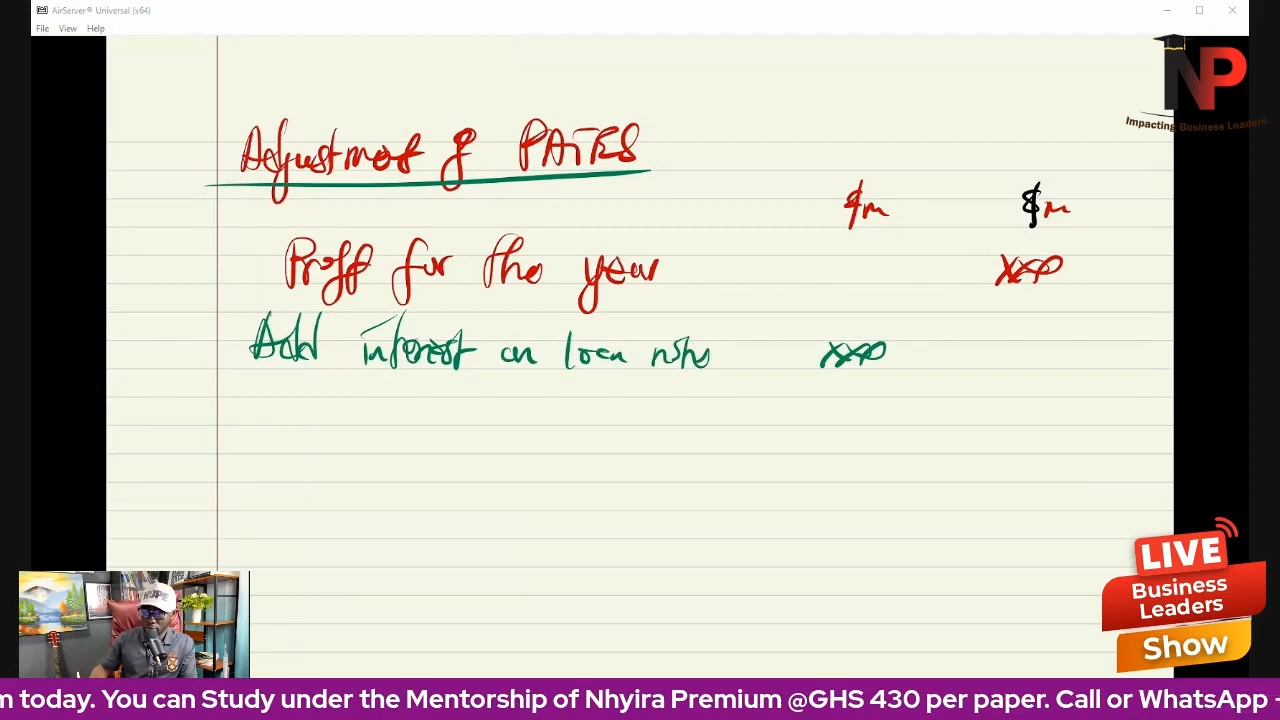 AirServer® Universal (x64)
File View Help
NP
Impacting Business Leaders
Adjustment of PATES
$m $m
Profit for the year xxx
Add interest on loan notes xxx
LIVE
Business
Leaders
Show
m today. You can Study under the Mentorship of Nhyira Premium @GHS 430 per paper. Call or WhatsApp